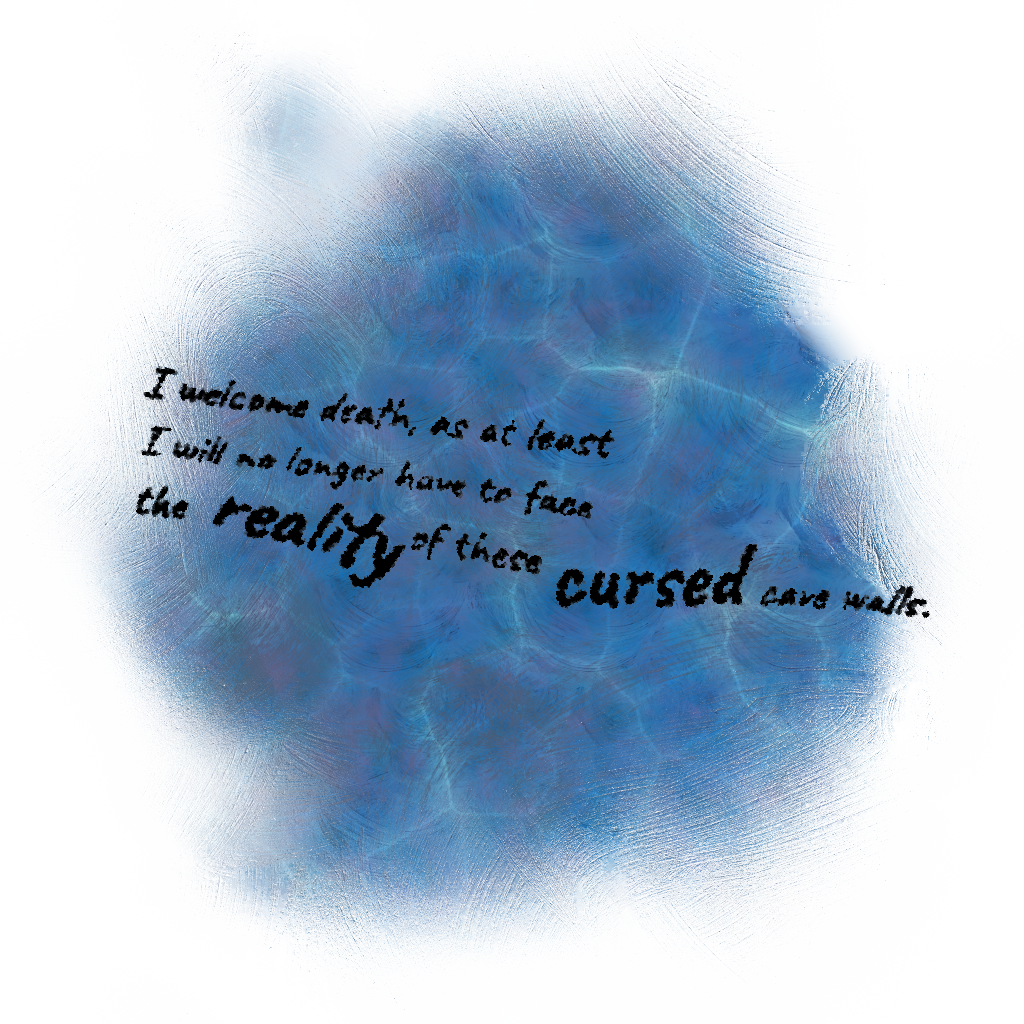 I welcome death, as at least
I will no longer have to face
the reality of these cursed cave walls.